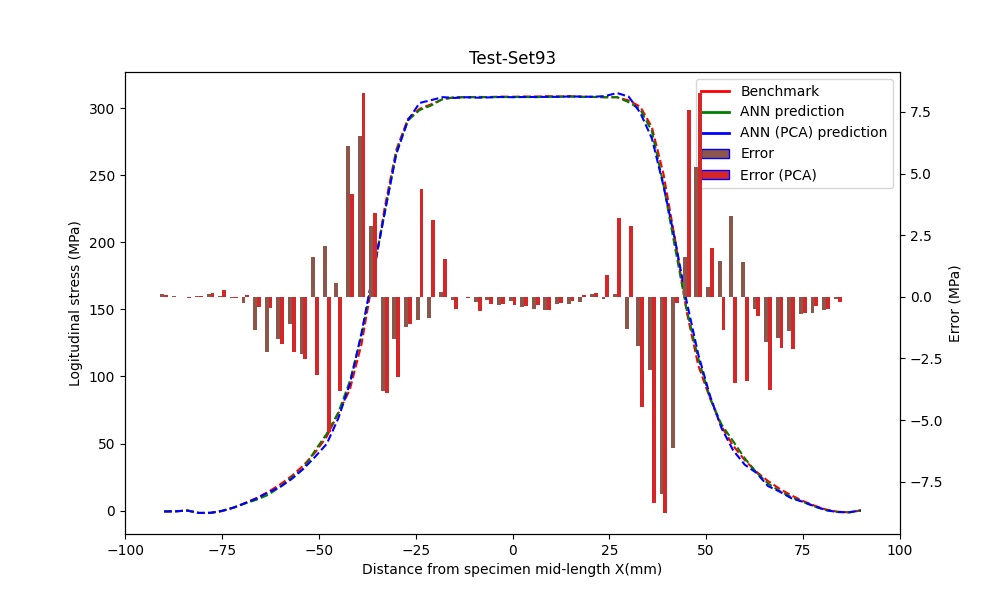 Test-Set93
Benchmark
ANN prediction
ANN (PCA) prediction
Error
Error (PCA)
Logitudinal stress (MPa)
300
250
200
150
100
50
0
7.5
5.0
2.5
0.0
−2.5
−5.0
−7.5
Error (MPa)
−100
−75
−50
−25
0
25
50
75
100
Distance from specimen mid-length X(mm)